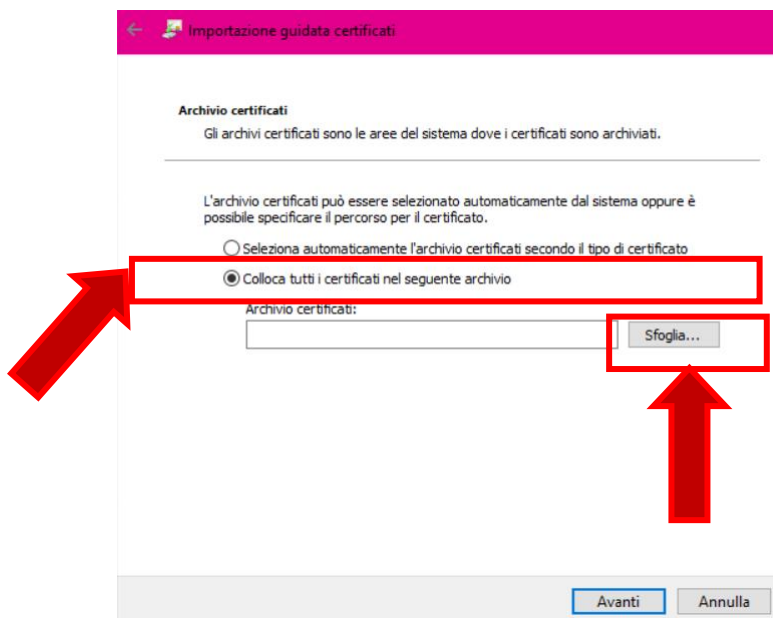 Importazione guidata certificati
Archivio certificati
Gli archivi certificati sono le aree del sistema dove i certificati sono archiviati.
L'archivio certificati può essere selezionato automaticamente dal sistema oppure è
possibile specificare il percorso per il certificato.
Seleziona automaticamente l'archivio certificati secondo il tipo di certificato
Colloca tutti i certificati nel seguente archivio
Archivio certificati:
Sfoglia...
Avanti Annulla